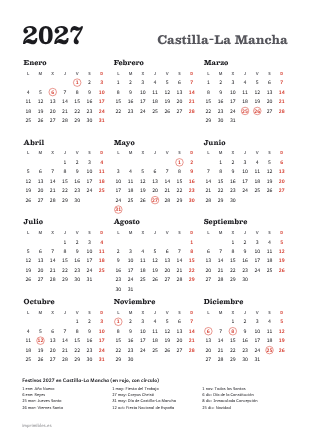 2027
Castilla-La Mancha
Enero Febrero Marzo
L M X J V S D L M X J V S D L M X J V S D
1 2 3 1 2 3 4 5 6 7 1 2 3 4 5 6 7
4 5 6 7 8 9 10 8 9 10 11 12 13 14 8 9 10 11 12 13 14
11 12 13 14 15 16 17 15 16 17 18 19 20 21 15 16 17 18 19 20 21
18 19 20 21 22 23 24 22 23 24 25 26 27 28 22 23 24 25 26 27 28
25 26 27 28 29 30 31 29 30 31
Abril Mayo Junio
L M X J V S D L M X J V S D L M X J V S D
1 2 3 4 1 2 1 2 3 4 5 6
5 6 7 8 9 10 11 3 4 5 6 7 8 9 7 8 9 10 11 12 13
12 13 14 15 16 17 18 10 11 12 13 14 15 16 14 15 16 17 18 19 20
19 20 21 22 23 24 25 17 18 19 20 21 22 23 21 22 23 24 25 26 27
26 27 28 29 30 24 25 26 27 28 29 30 28 29 30
31
Julio Agosto Septiembre
L M X J V S D L M X J V S D L M X J V S D
1 2 3 4 1 1 2 3 4 5
5 6 7 8 9 10 11 2 3 4 5 6 7 8 6 7 8 9 10 11 12
12 13 14 15 16 17 18 9 10 11 12 13 14 15 13 14 15 16 17 18 19
19 20 21 22 23 24 25 16 17 18 19 20 21 22 20 21 22 23 24 25 26
26 27 28 29 30 31 23 24 25 26 27 28 29 27 28 29 30
30 31
Octubre Noviembre Diciembre
L M X J V S D L M X J V S D L M X J V S D
1 2 3 1 2 3 4 5 6 7 1 2 3 4 5
4 5 6 7 8 9 10 8 9 10 11 12 13 14 6 7 8 9 10 11 12
11 12 13 14 15 16 17 15 16 17 18 19 20 21 13 14 15 16 17 18 19
18 19 20 21 22 23 24 22 23 24 25 26 27 28 20 21 22 23 24 25 26
25 26 27 28 29 30 31 29 30 27 28 29 30 31
Festivos 2027 en Castilla-La Mancha (en rojo, con círculo)
1 ene: Año Nuevo 1 may: Fiesta del Trabajo 1 nov: Todos los Santos
6 ene: Reyes 27 may: Corpus Christi 6 dic: Día de la Constitución
25 mar: Jueves Santo 31 may: Día de Castilla-La Mancha 8 dic: Inmaculada Concepción
26 mar: Viernes Santo 12 oct: Fiesta Nacional de España 25 dic: Navidad